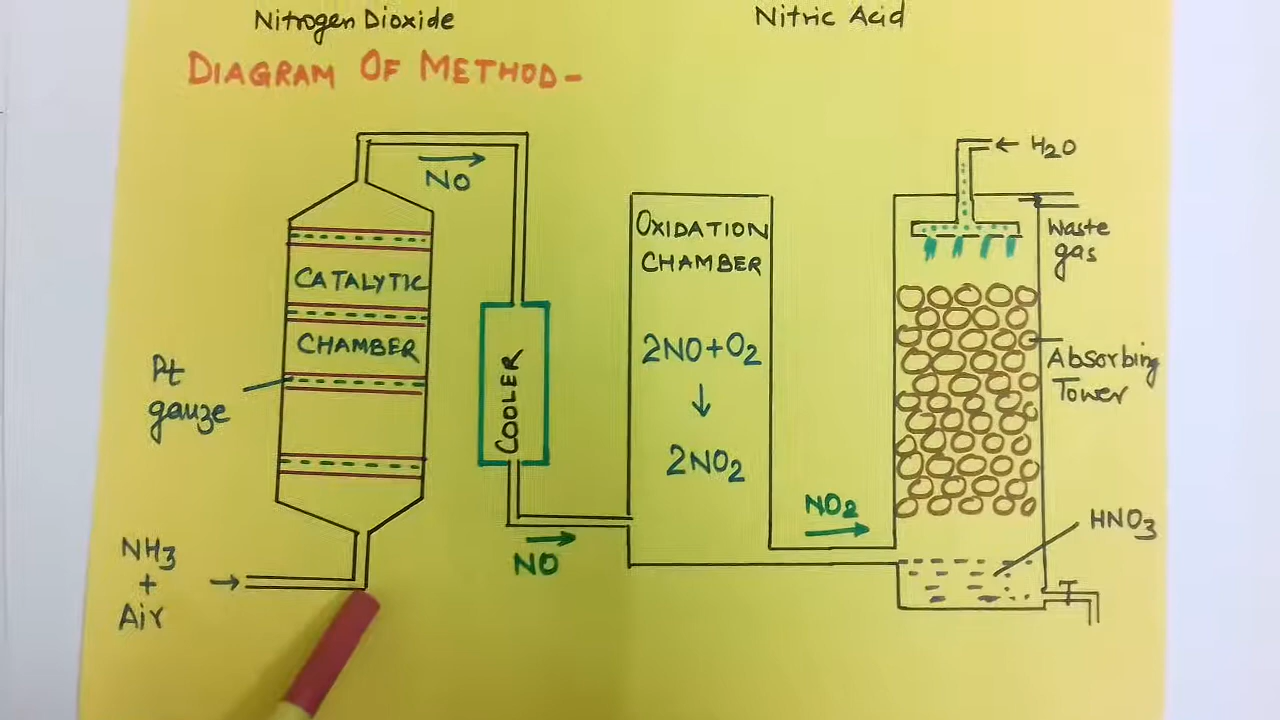 Nitrogen Dioxide
Nitric Acid
DIAGRAM OF METHOD-
NO
H2O
OXIDATION
CHAMBER
Waste
gas
CATALYTIC
CHAMBER
2NO+O2
↓
2NO2
Pt
gauze
COOLER
Absorbing
Tower
NO2
HNO3
NO
NH3
+
Air